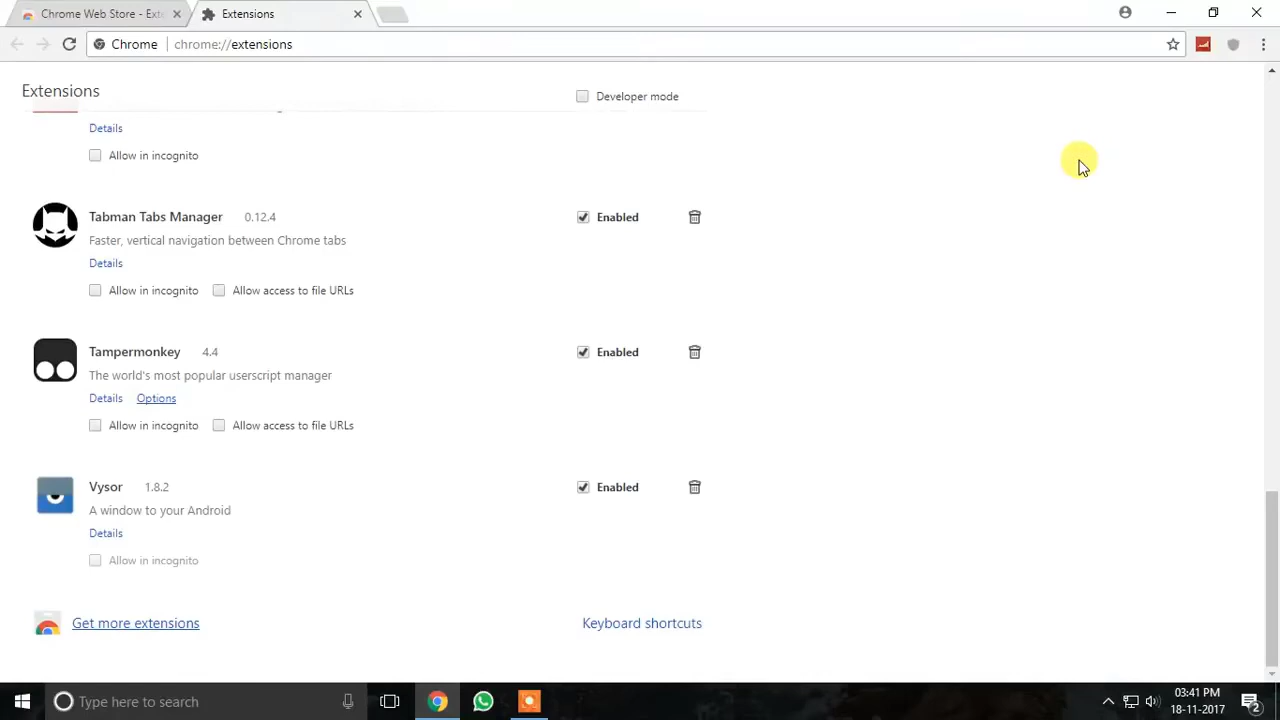 Chrome Web Store - Exte
Extensions
Chrome
chrome://extensions
Extensions
Developer mode
Details
Allow in incognito
Tabman Tabs Manager 0.12.4
Enabled
Faster, vertical navigation between Chrome tabs
Details
Allow in incognito
Allow access to file URLs
Tampermonkey 4.4
Enabled
The world's most popular userscript manager
Details Options
Allow in incognito
Allow access to file URLs
Vysor 1.8.2
Enabled
A window to your Android
Details
Allow in incognito
Get more extensions
Keyboard shortcuts
Type here to search
03:41 PM
18-11-2017
2